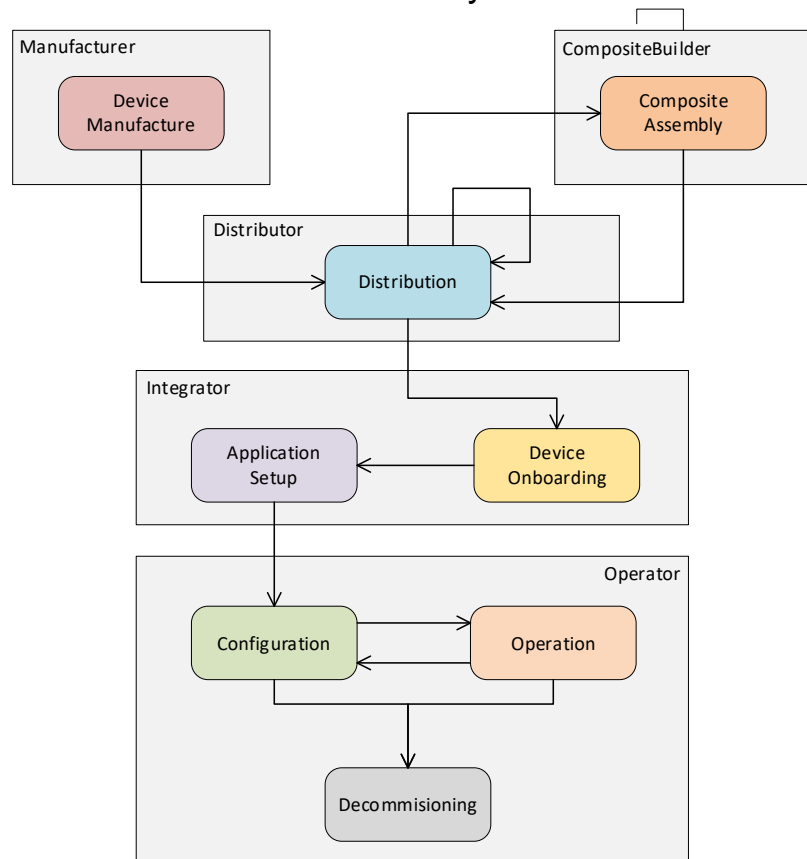 Manufacturer
Device
Manufacture
CompositeBuilder
Composite
Assembly
Distributor
Distribution
Integrator
Application
Setup
Device
Onboarding
Operator
Configuration
Operation
Decommisioning